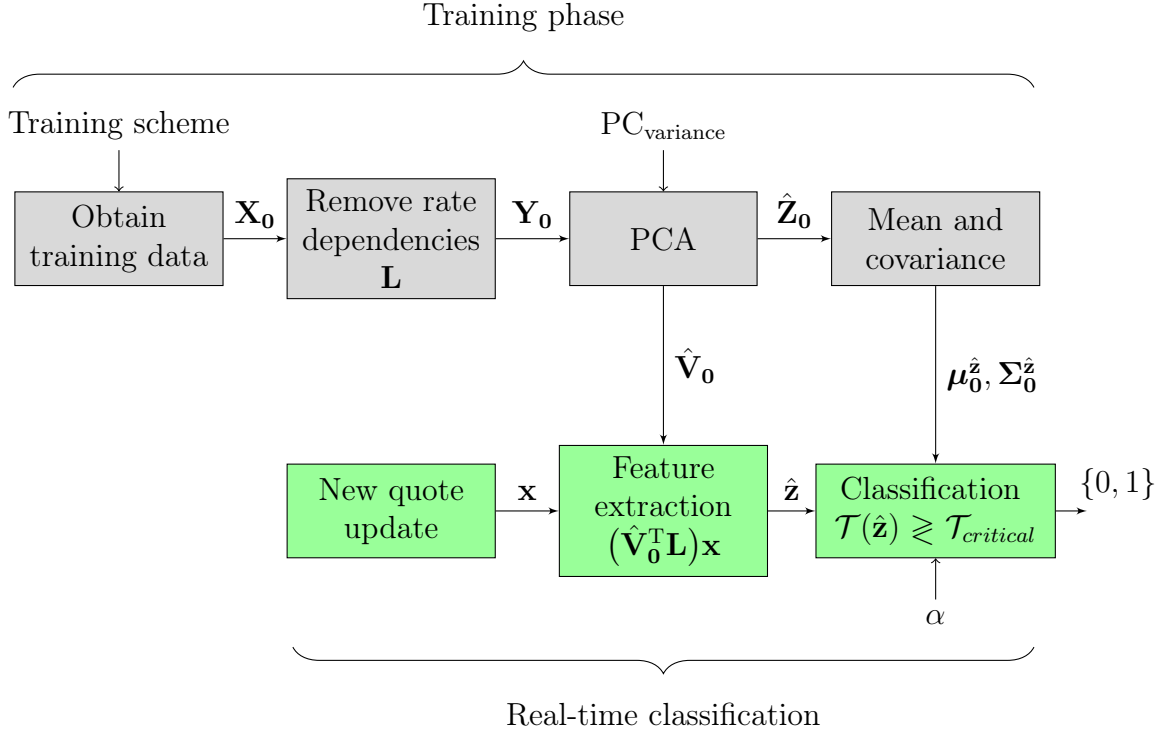 Training phase
Training scheme
PC_variance
Obtain
training data
X_0
Remove rate
dependencies
L
Y_0
PCA
Ẑ_0
Mean and
covariance
V̂_0
μ_0^ẑ, Σ_0^ẑ
New quote
update
x
Feature
extraction
(V̂_0^T L)x
ẑ
Classification
𝒯(ẑ) ≷ 𝒯_critical
{0, 1}
α
Real-time classification